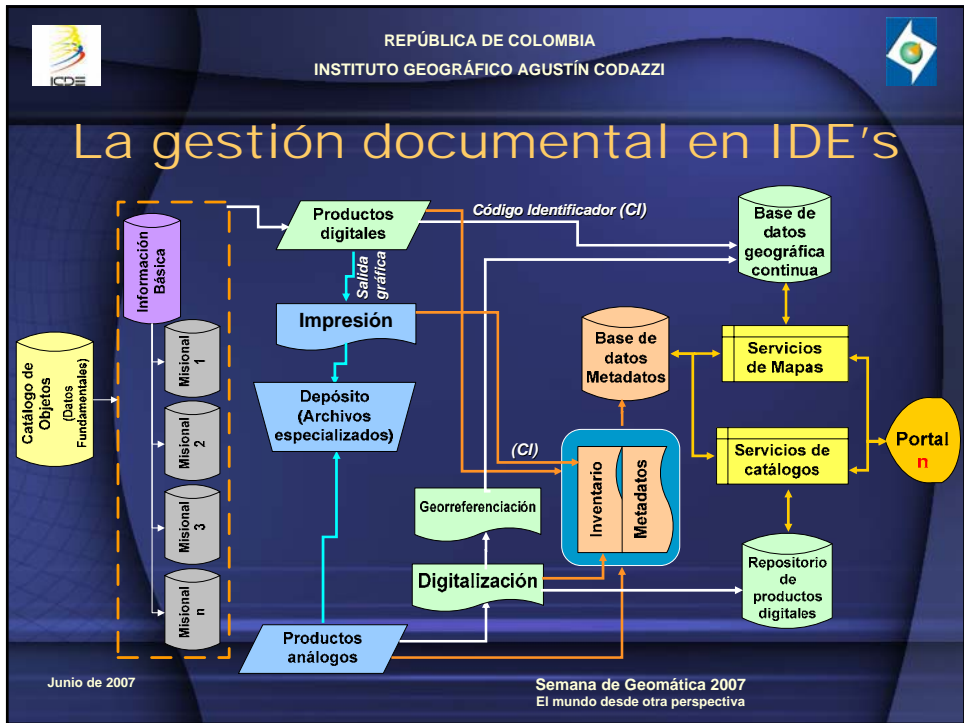 ICDE
REPÚBLICA DE COLOMBIA
INSTITUTO GEOGRÁFICO AGUSTÍN CODAZZI
La gestión documental en IDE's
Catálogo de
Objetos
(Datos
Fundamentales)
Información
Básica
Misional
1
Misional
2
Misional
3
Misional
n
Productos
digitales
Código Identificador (CI)
Salida
gráfica
Impresión
Depósito
(Archivos
especializados)
Productos
análogos
(CI)
Georreferenciación
Digitalización
Inventario
Metadatos
Base de
datos
Metadatos
Base de
datos
geográfica
continua
Servicios
de Mapas
Servicios de
catálogos
Repositorio
de
productos
digitales
Portal
n
Junio de 2007
Semana de Geomática 2007
El mundo desde otra perspectiva